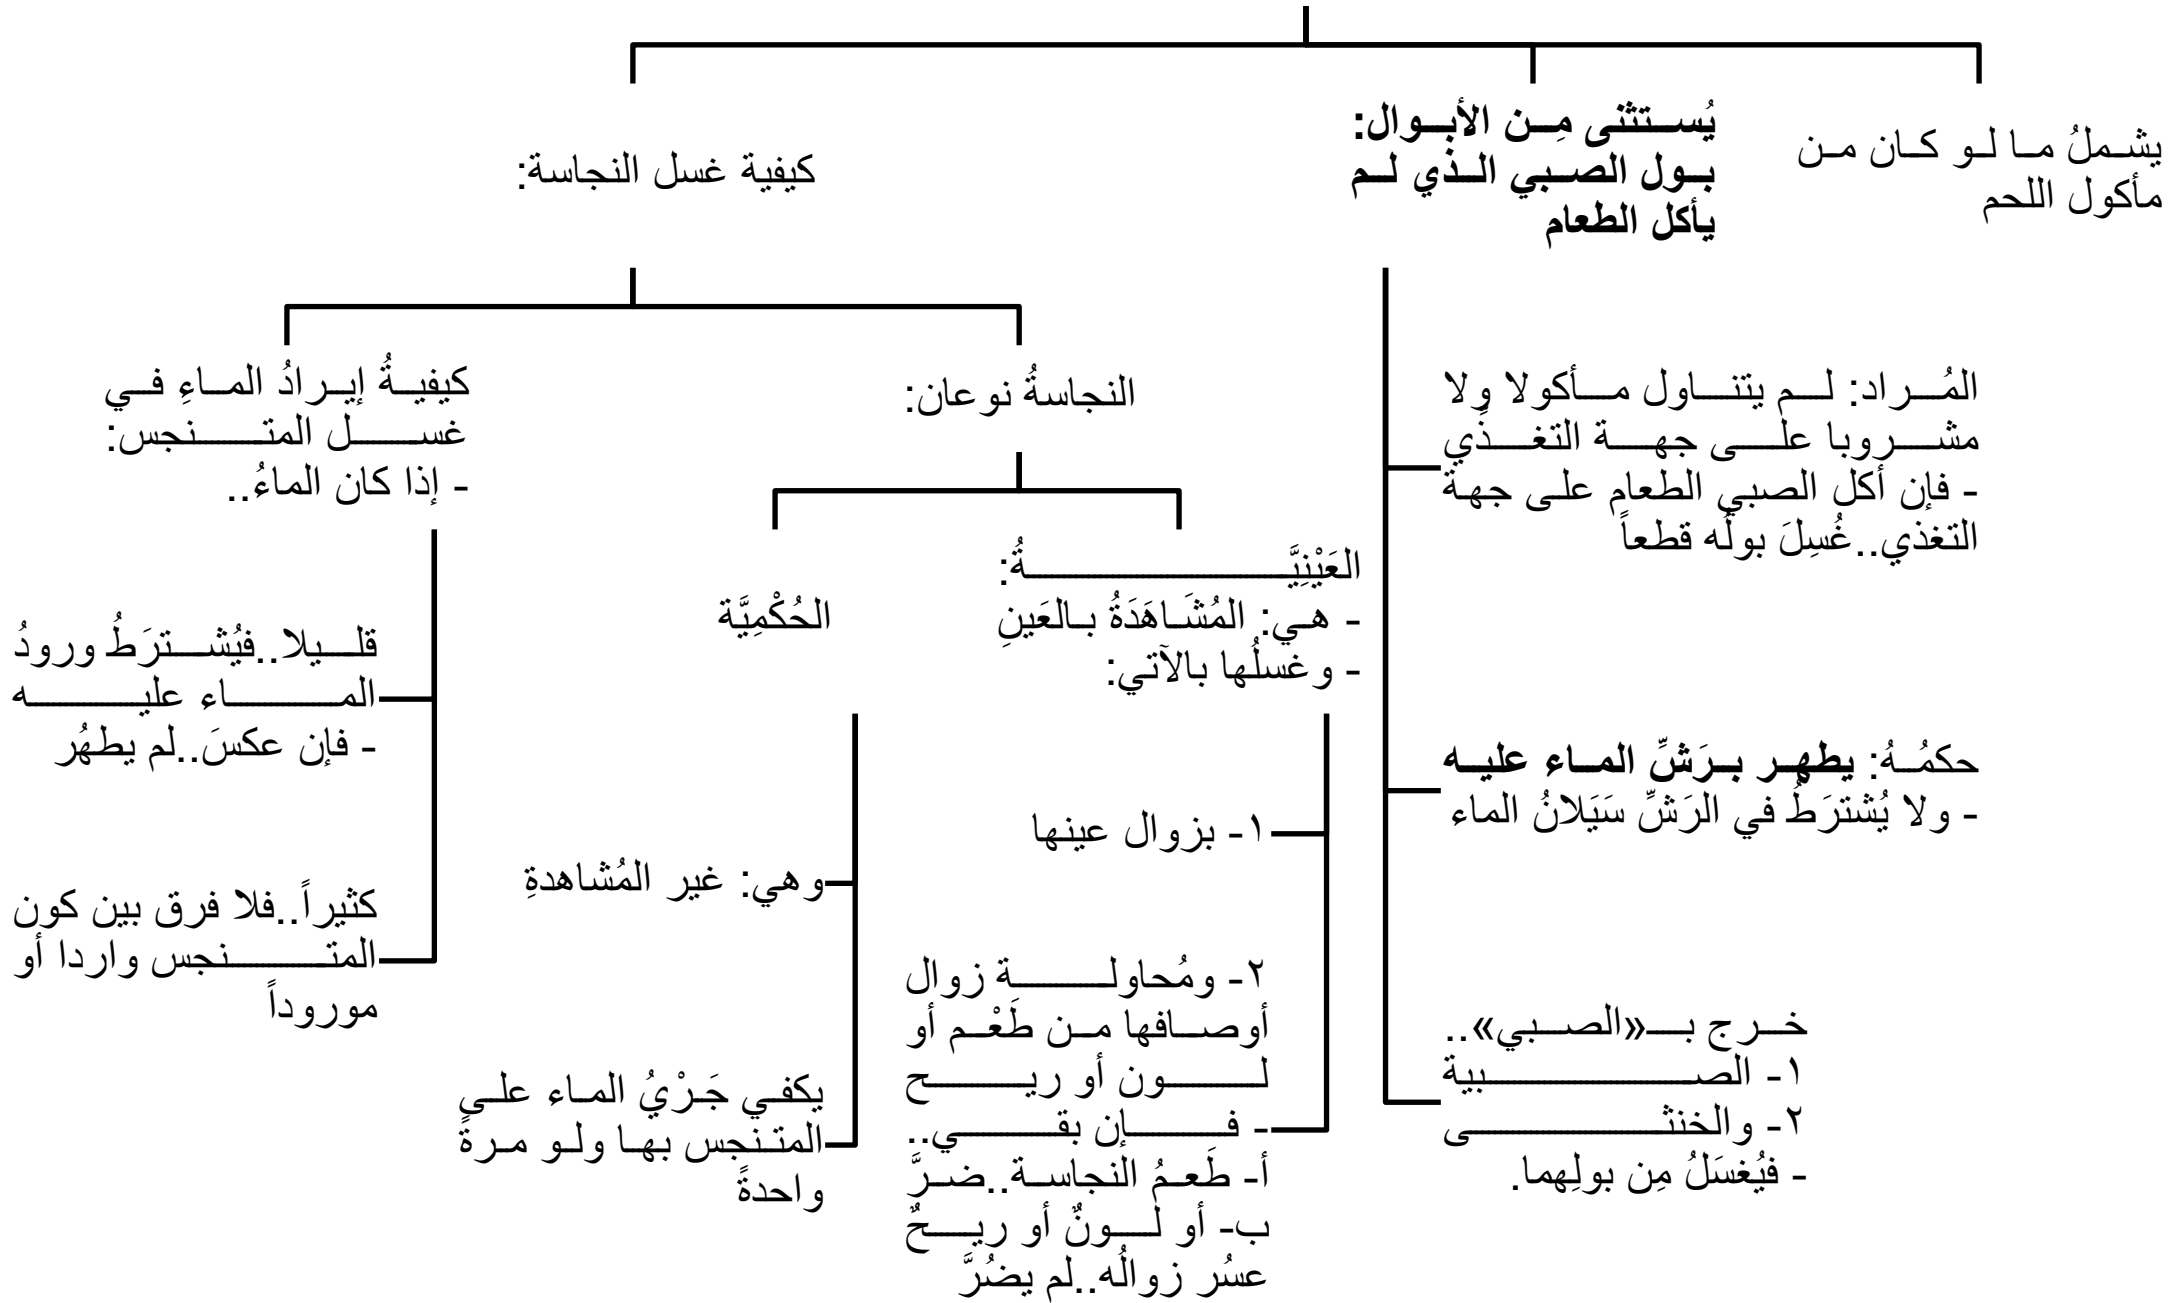 يشملُ ما لو كان من
مأكول اللحم
يُستثنى مِن الأبوال:
بول الصبي الذي لم
يأكل الطعام
كيفية غسل النجاسة:
المُراد: لم يتناول مأكولا ولا
مشروبا على جهة التغذِّي
- فإن أكل الصبي الطعام على جهة
التغذي..غُسِلَ بولُه قطعاً
حكمُهُ: يطهر برَشِّ الماء عليه
- ولا يُشترَطُ في الرَشِّ سَيَلانُ الماء
خرج بـ«الصبي»..
١- الصبية
٢- والخنثى
- فيُغسَلُ مِن بولِهما.
النجاسةُ نوعان:
العَيْنِيَّةُ:
- هي: المُشَاهَدَةُ بالعَينِ
- وغسلُها بالآتي:
١- بزوال عينها
٢- ومُحاولة زوال
أوصافها من طَعْم أو
لون أو ريح
- فإن بقي..
أ- طَعمُ النجاسة..ضرَّ
ب- أو لونٌ أو ريحٌ
عسُر زوالُه..لم يضُرَّ
الحُكْمِيَّة
وهي: غير المُشاهدةِ
يكفي جَرْيُ الماء على
المتنجس بها ولو مرةً
واحدةً
كيفيةُ إيرادُ الماءِ في
غسل المتنجس:
- إذا كان الماءُ..
قليلا..فيُشترَطُ ورودُ
الماء عليه
- فإن عكسَ..لم يطهُر
كثيراً..فلا فرق بين كون
المتنجس واردا أو
موروداً